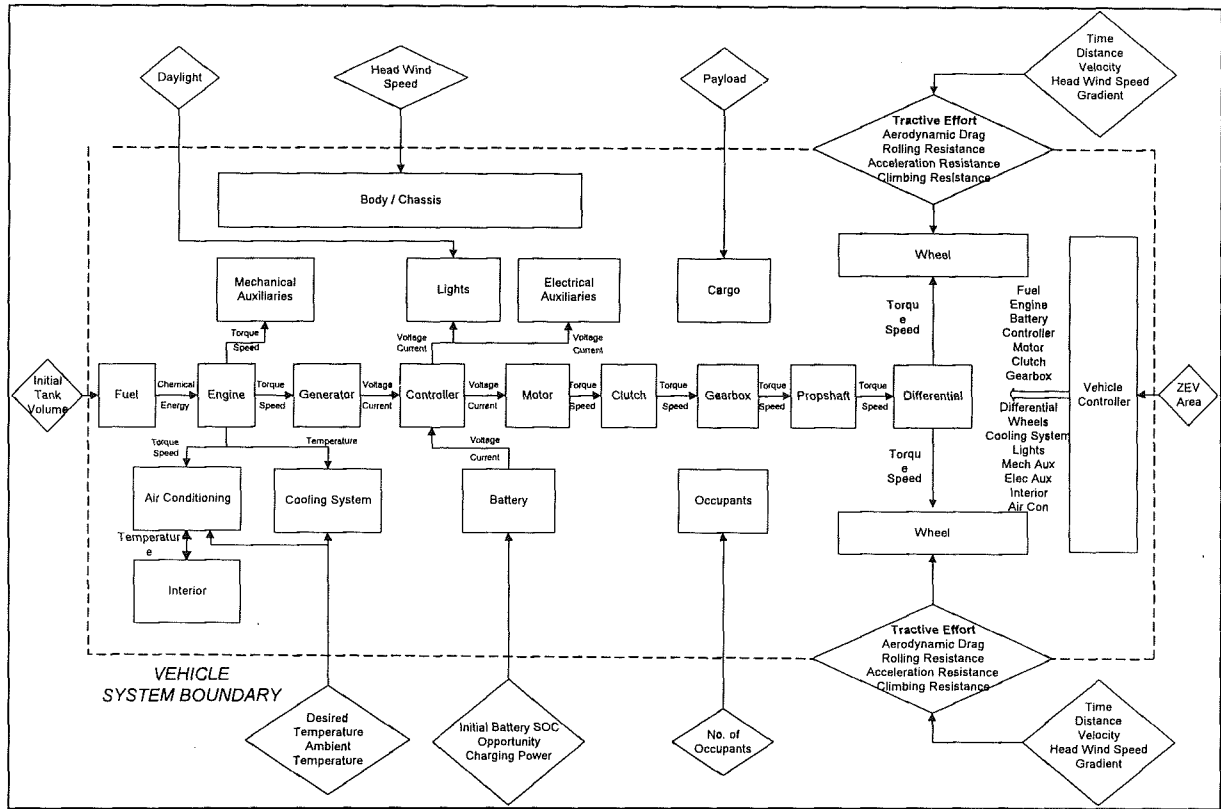 Daylight
Head Wind
Speed
Payload
Time
Distance
Velocity
Head Wind Speed
Gradient
Tractive Effort
Aerodynamic Drag
Rolling Resistance
Acceleration Resistance
Climbing Resistance
Body / Chassis
Mechanical
Auxiliaries
Lights
Electrical
Auxiliaries
Cargo
Wheel
Torque
Speed
Voltage
Current
Voltage
Current
Torqu
e
Speed
Fuel
Engine
Battery
Controller
Motor
Clutch
Gearbox
Differential
Wheels
Cooling System
Lights
Mech Aux
Elec Aux
Interior
Air Con
Vehicle
Controller
ZEV
Area
Initial
Tank
Volume
Fuel
Chemical
Energy
Engine
Torque
Speed
Generator
Voltage
Current
Controller
Voltage
Current
Motor
Torque
Speed
Clutch
Torque
Speed
Gearbox
Torque
Speed
Propshaft
Torque
Speed
Differential
Torque
Speed
Temperature
Voltage
Current
Torqu
e
Speed
Air Conditioning
Cooling System
Battery
Occupants
Wheel
Temperatur
e
Interior
VEHICLE
SYSTEM BOUNDARY
Tractive Effort
Aerodynamic Drag
Rolling Resistance
Acceleration Resistance
Climbing Resistance
Desired
Temperature
Ambient
Temperature
Initial Battery SOC
Opportunity
Charging Power
No. of
Occupants
Time
Distance
Velocity
Head Wind Speed
Gradient